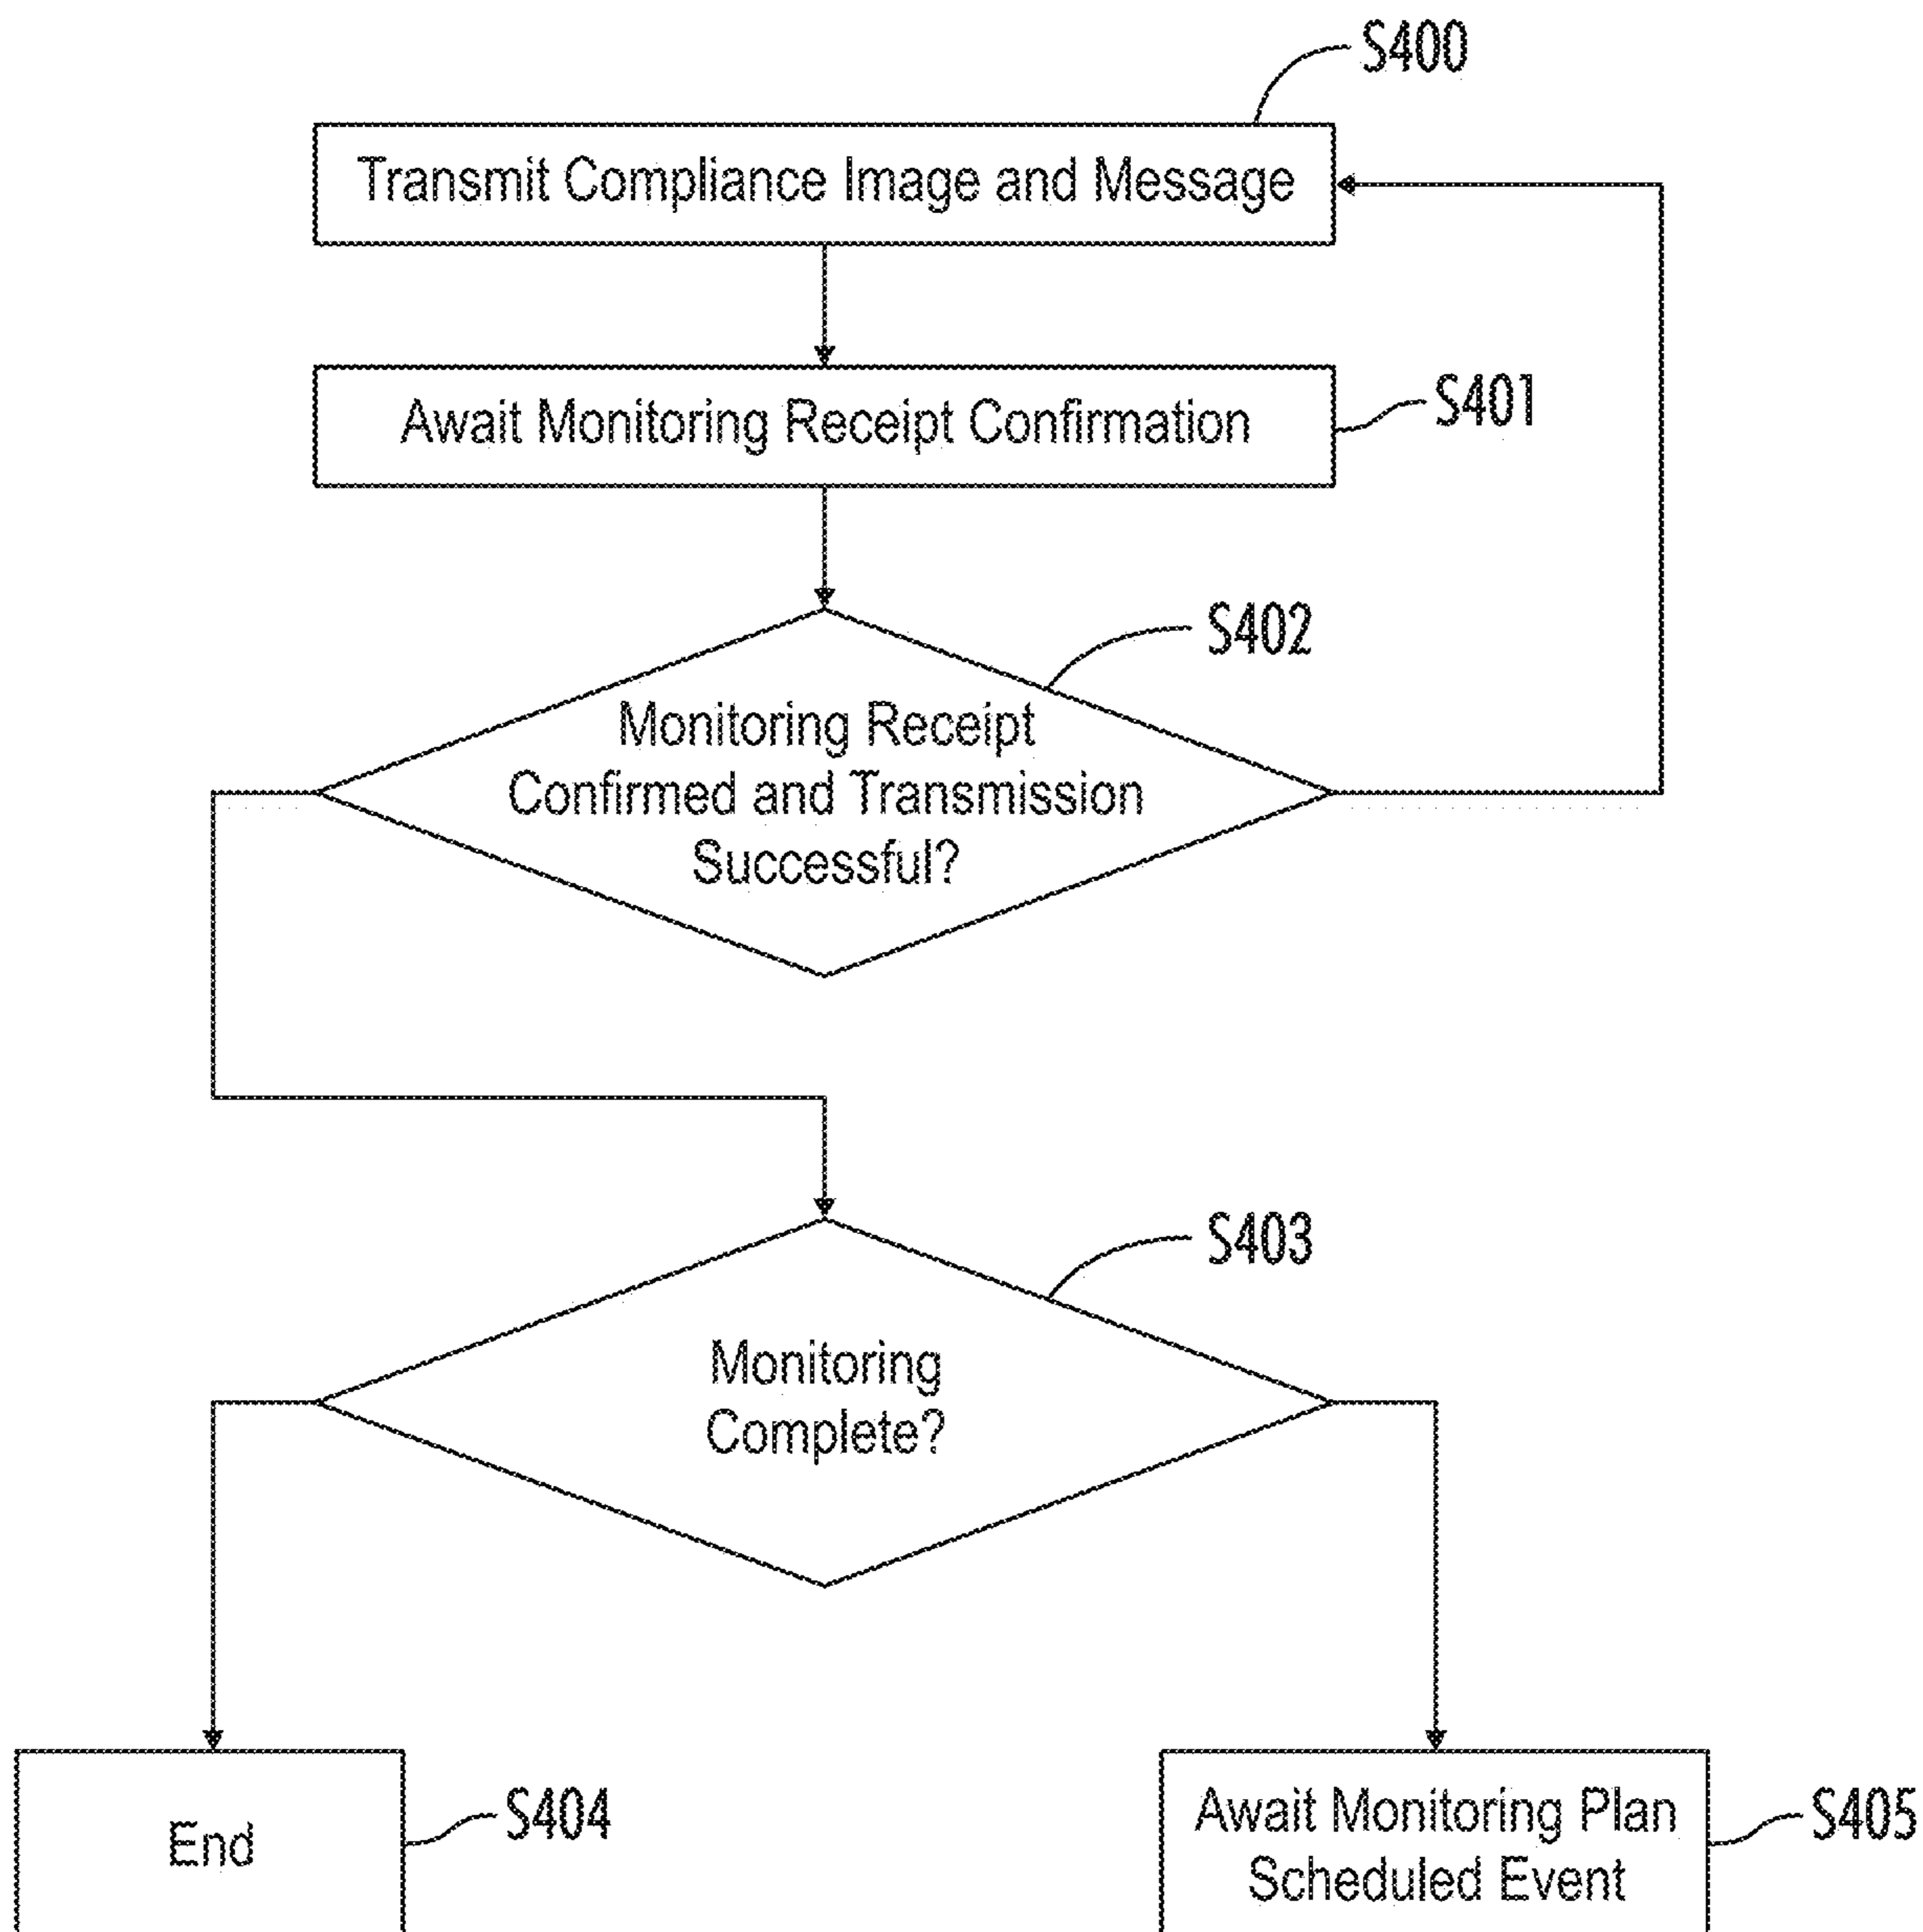 S400
Transmit Compliance Image and Message
Await Monitoring Receipt Confirmation
S401
S402
Monitoring Receipt
Confirmed and Transmission
Successful?
S403
Monitoring
Complete?
End
S404
Await Monitoring Plan
Scheduled Event
S405